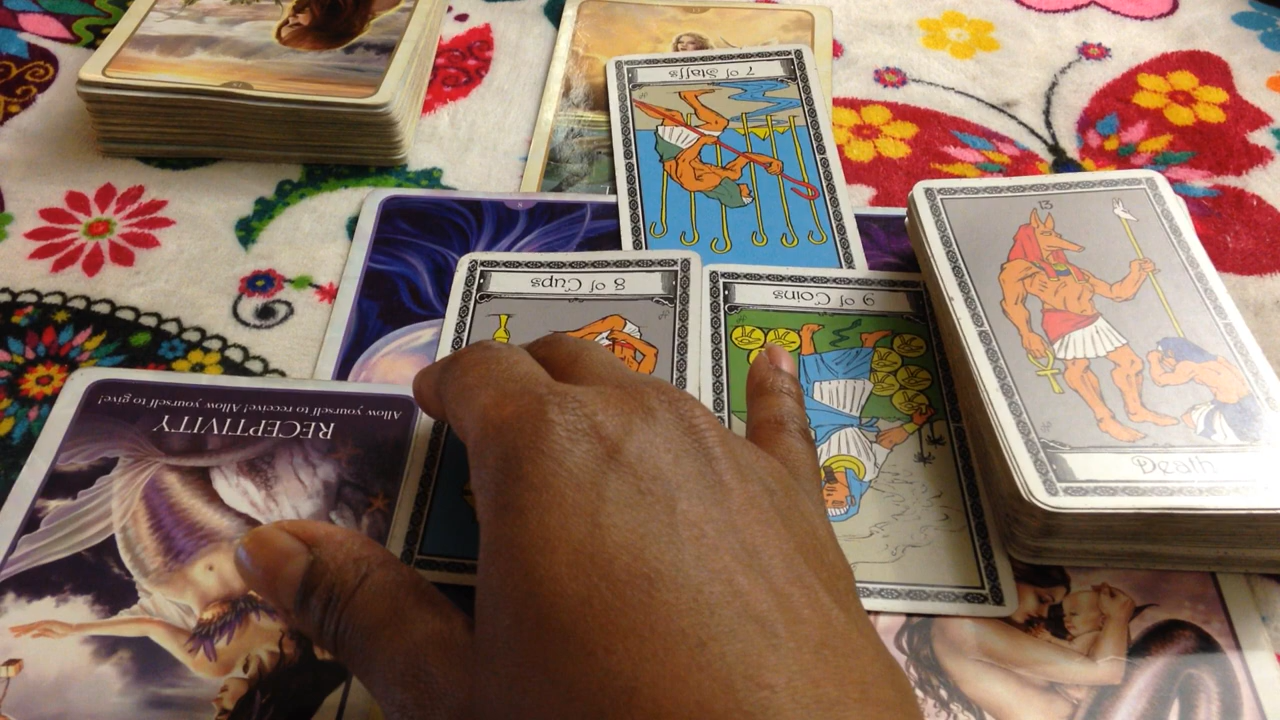 7 of Staffs
13
8 of Cups
9 of Coins
Death
RECEPTIVITY
Allow yourself to receive! Allow yourself to give!